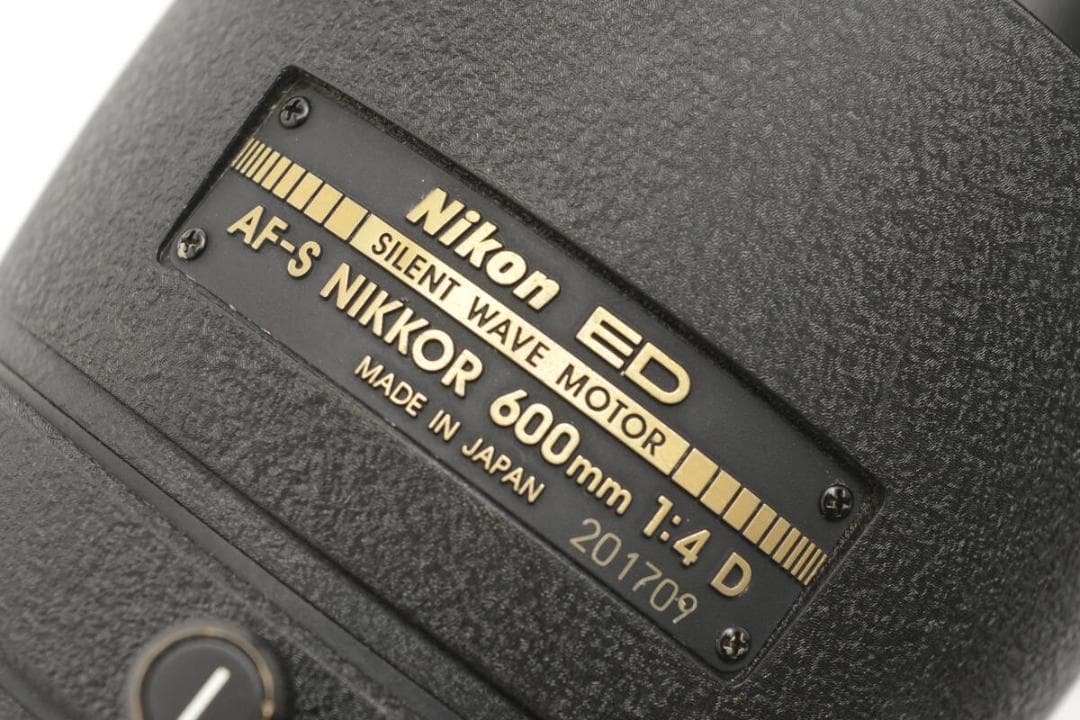 Nikon ED
SILENT WAVE MOTOR
AF-S NIKKOR 600mm 1:4 D
MADE IN JAPAN
201709